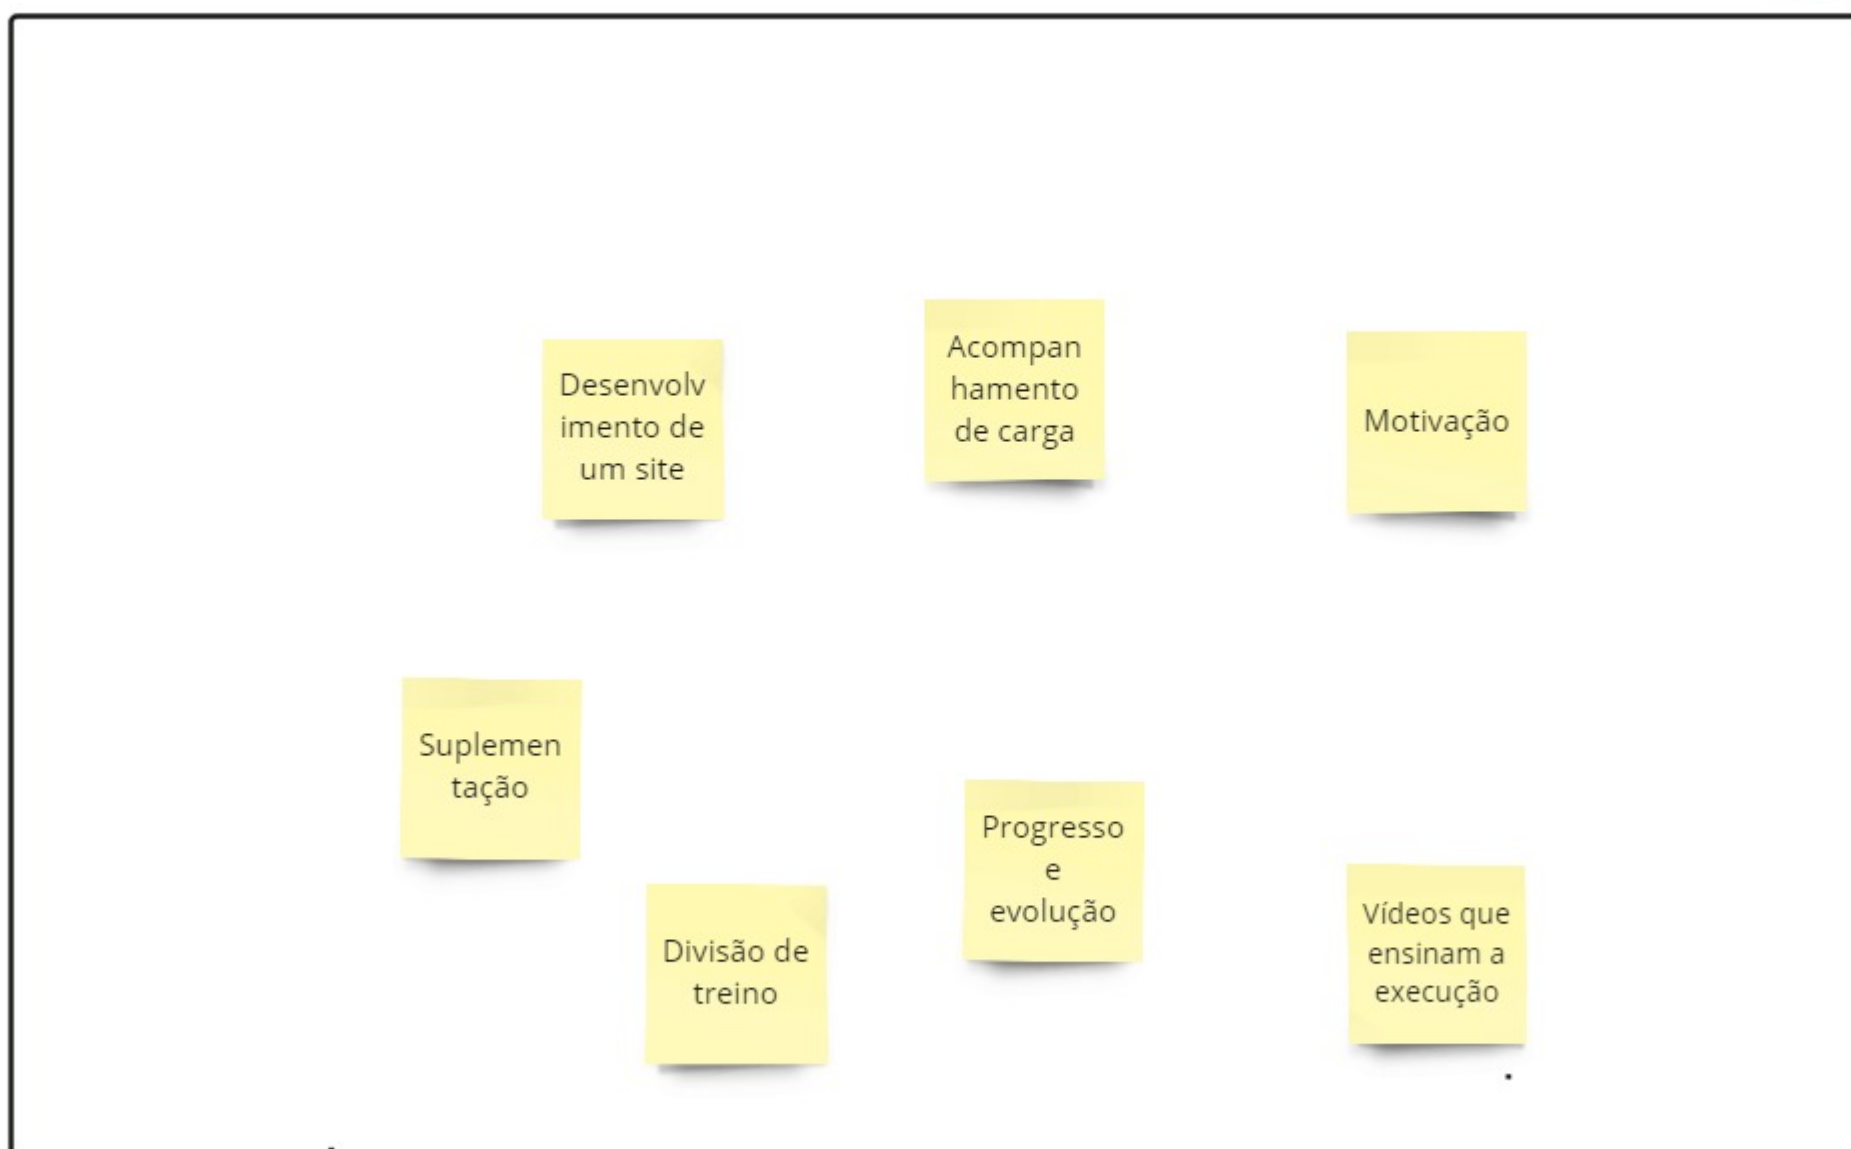 Desenvolv
imento de
um site
Acompan
hamento
de carga
Motivação
Suplemen
tação
Divisão de
treino
Progresso
e
evolução
Vídeos que
ensinam a
execução